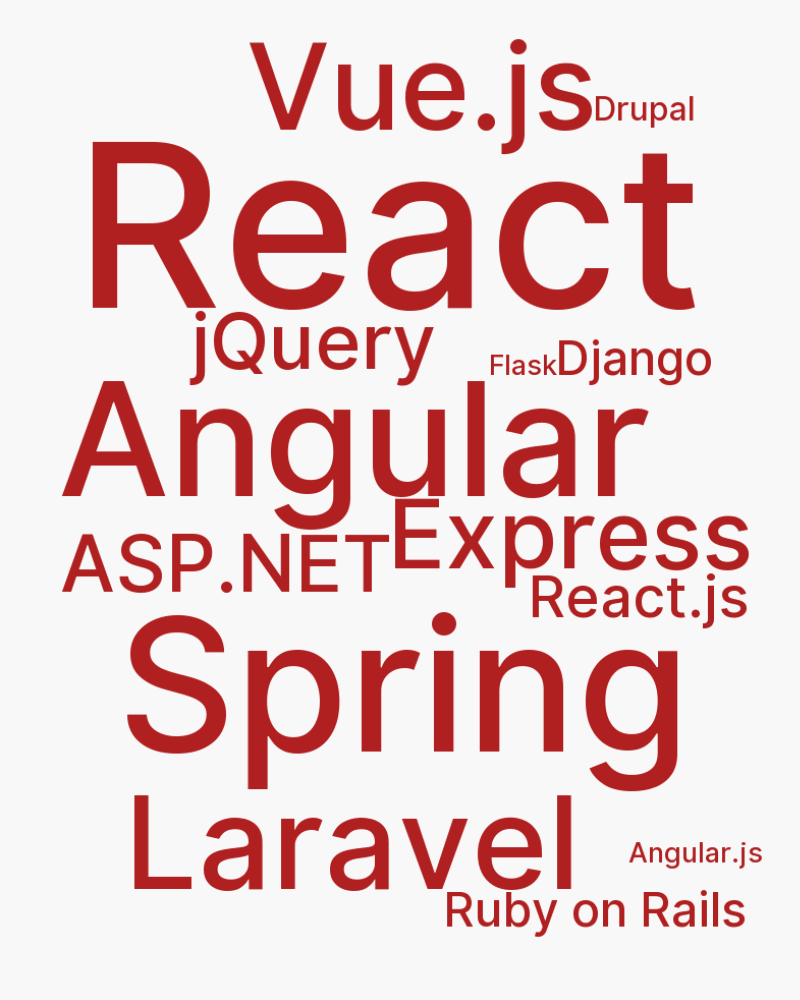 Vue.js
Drupal
React
jQuery
Flask
Django
Angular
Express
ASP.NET
React.js
Spring
Laravel
Angular.js
Ruby on Rails